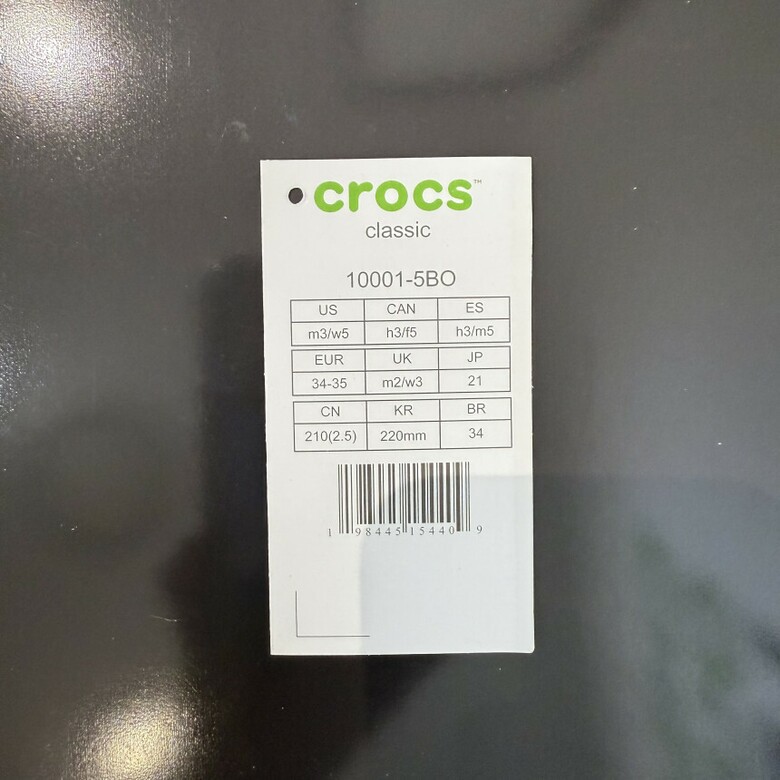 crocs™
classic
10001-5BO
US CAN ES
m3/w5 h3/f5 h3/m5
EUR UK JP
34-35 m2/w3 21
CN KR BR
210(2.5) 220mm 34
1 98445 15440 9